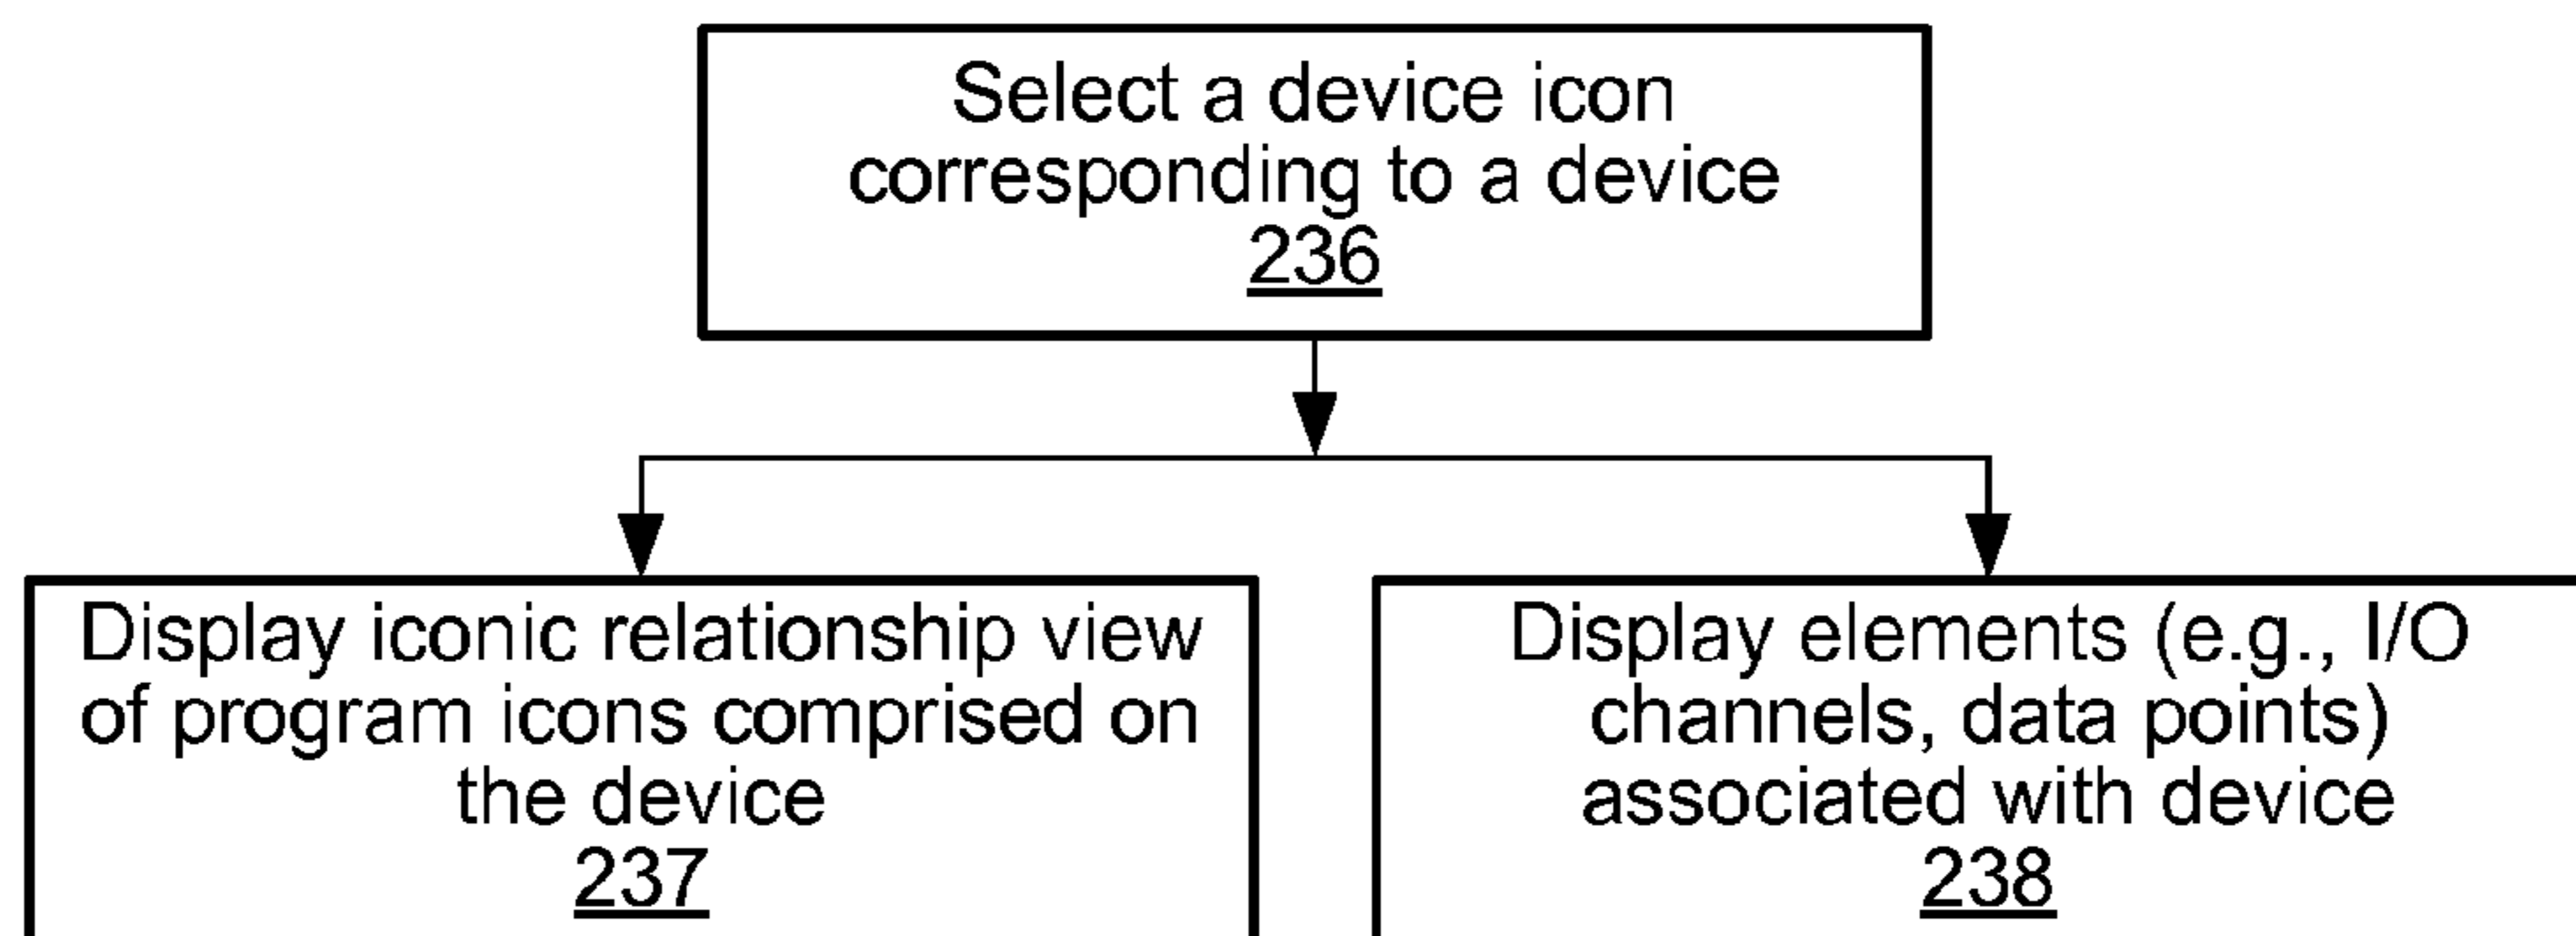 Select a device icon
corresponding to a device
236
Display iconic relationship view
of program icons comprised on
the device
237
Display elements (e.g., I/O
channels, data points)
associated with device
238